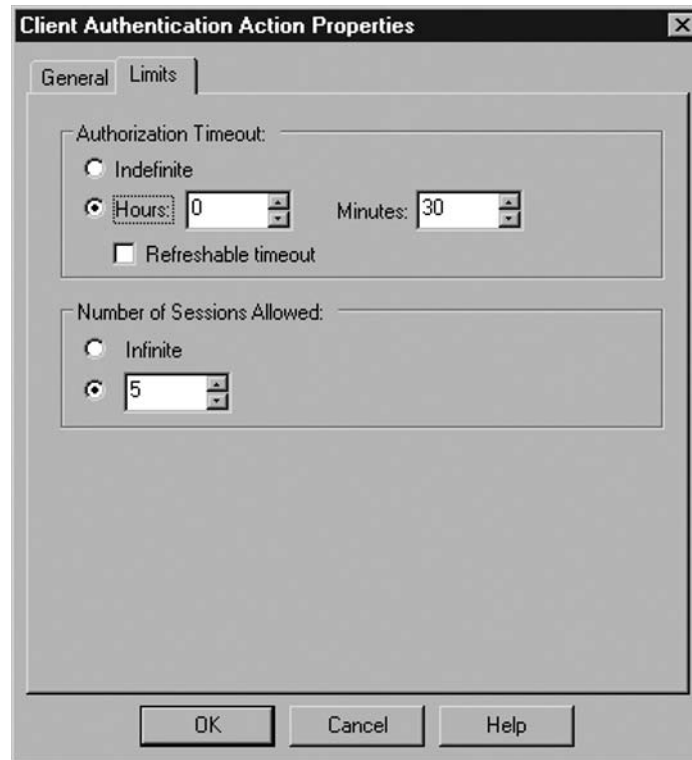 Client Authentication Action Properties
General Limits
Authorization Timeout:
Indefinite
Hours: 0 Minutes: 30
Refreshable timeout
Number of Sessions Allowed:
Infinite
5
OK Cancel Help